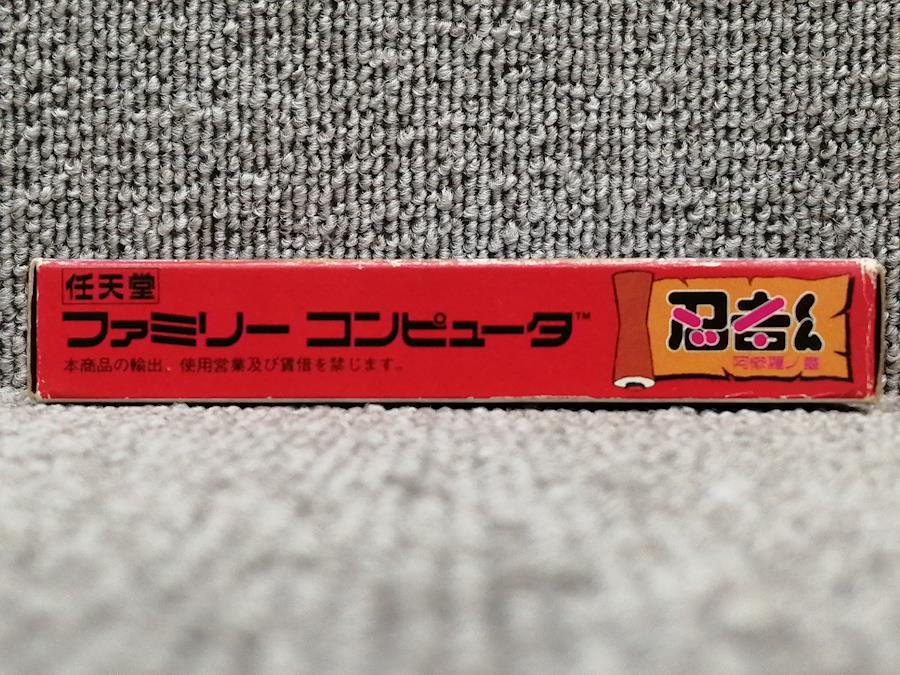 任天堂
ファミリー コンピュータ™
本商品の輸出、使用営業及び賃借を禁じます。
忍者くん
阿修羅ノ章